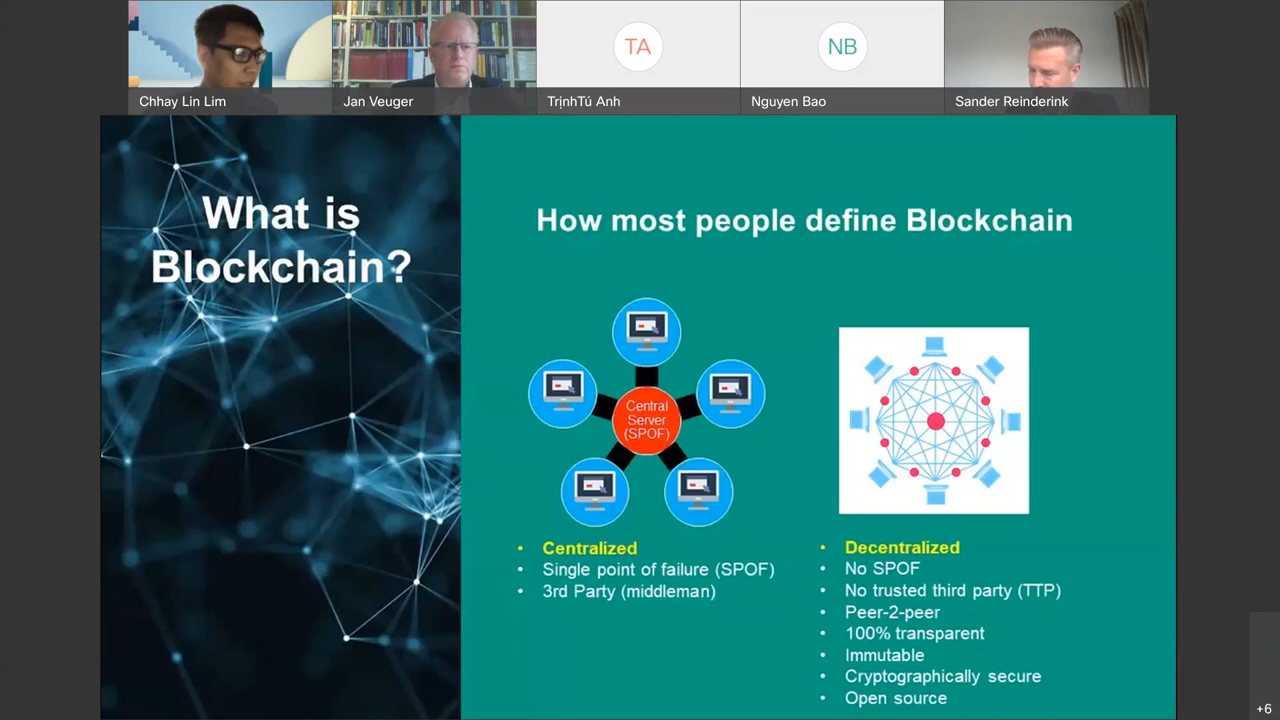 TA
NB
Chhay Lin Lim
Jan Veuger
TrịnhTú Anh
Nguyen Bao
Sander Reinderink
What is
Blockchain?
How most people define Blockchain
Central
Server
(SPOF)
• Centralized
• Single point of failure (SPOF)
• 3rd Party (middleman)
• Decentralized
• No SPOF
• No trusted third party (TTP)
• Peer-2-peer
• 100% transparent
• Immutable
• Cryptographically secure
• Open source
+6